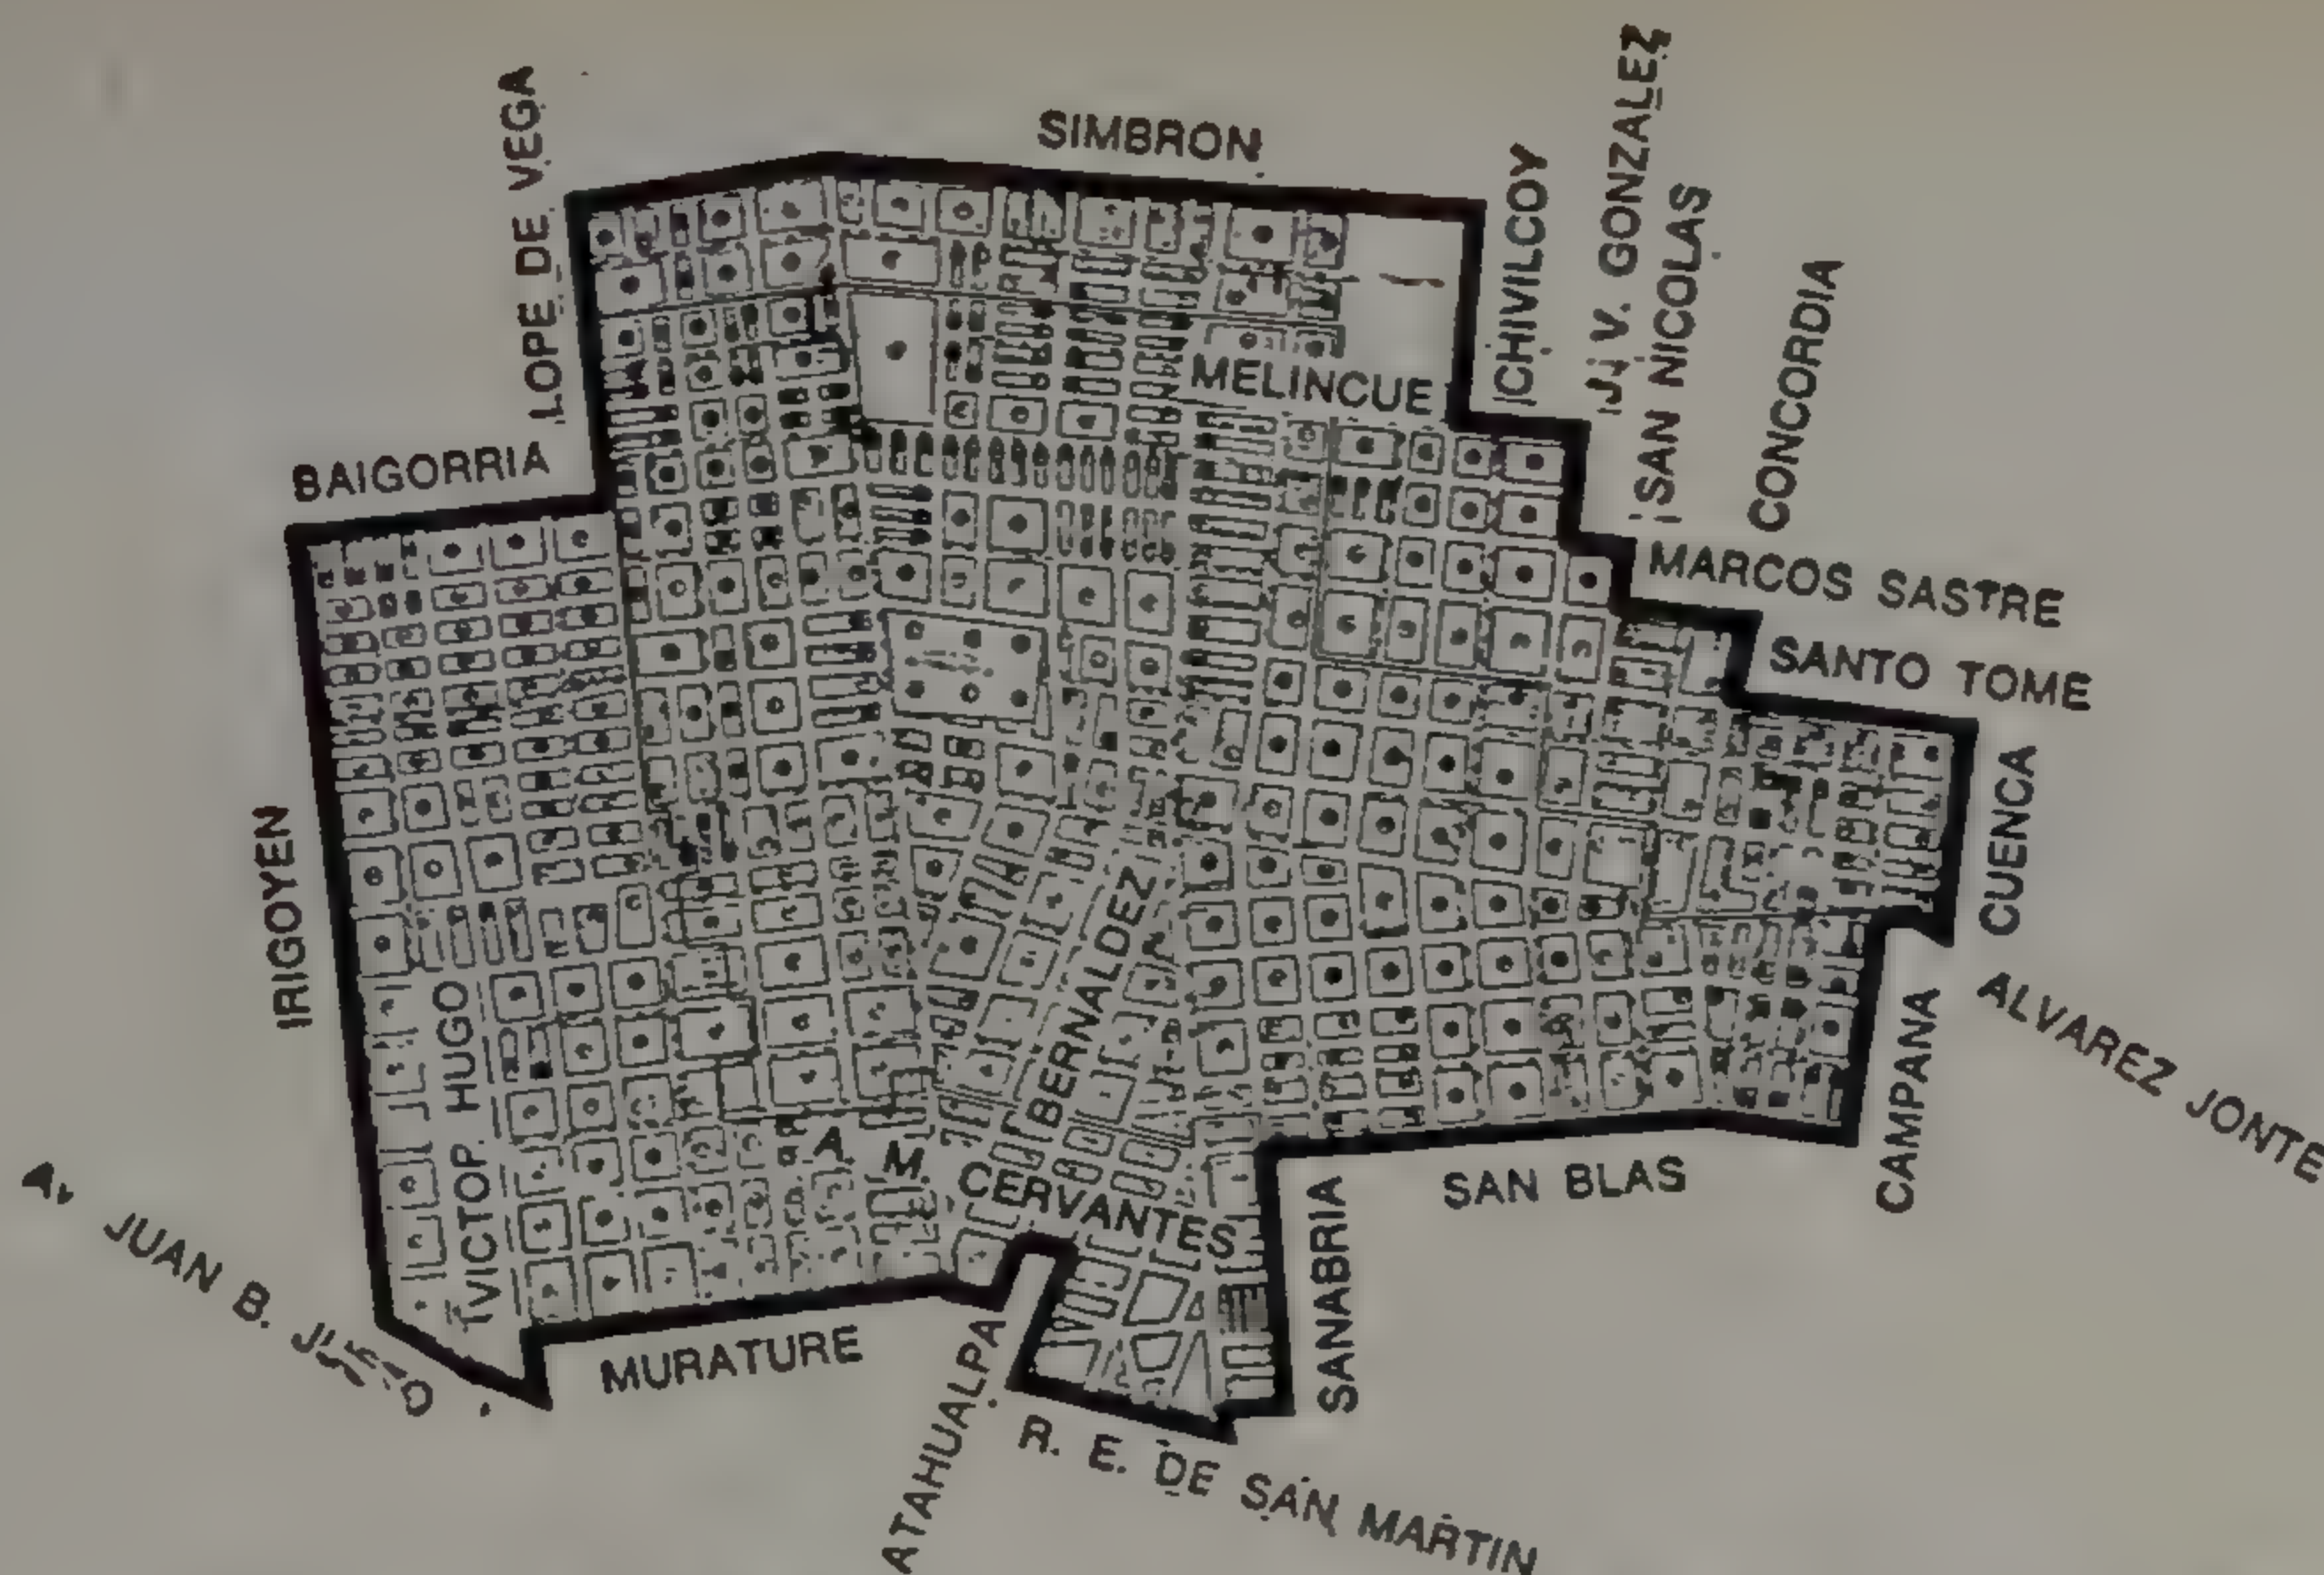 SIMBRON
LOPE DE VEGA
CHIVILCOY
J. V. GONZALEZ
SAN NICOLAS
CONCORDIA
MELINCUE
BAIGORRIA
MARCOS SASTRE
SANTO TOME
CUENCA
IRIGOYEN
BERNALDEZ
ALVAREZ JONTE
CAMPANA
VICTOR HUGO
A. M. CERVANTES
Av JUAN B. JUSTO
SAN BLAS
SANABRIA
MURATURE
ATAHUALPA
R. E. DE SAN MARTIN